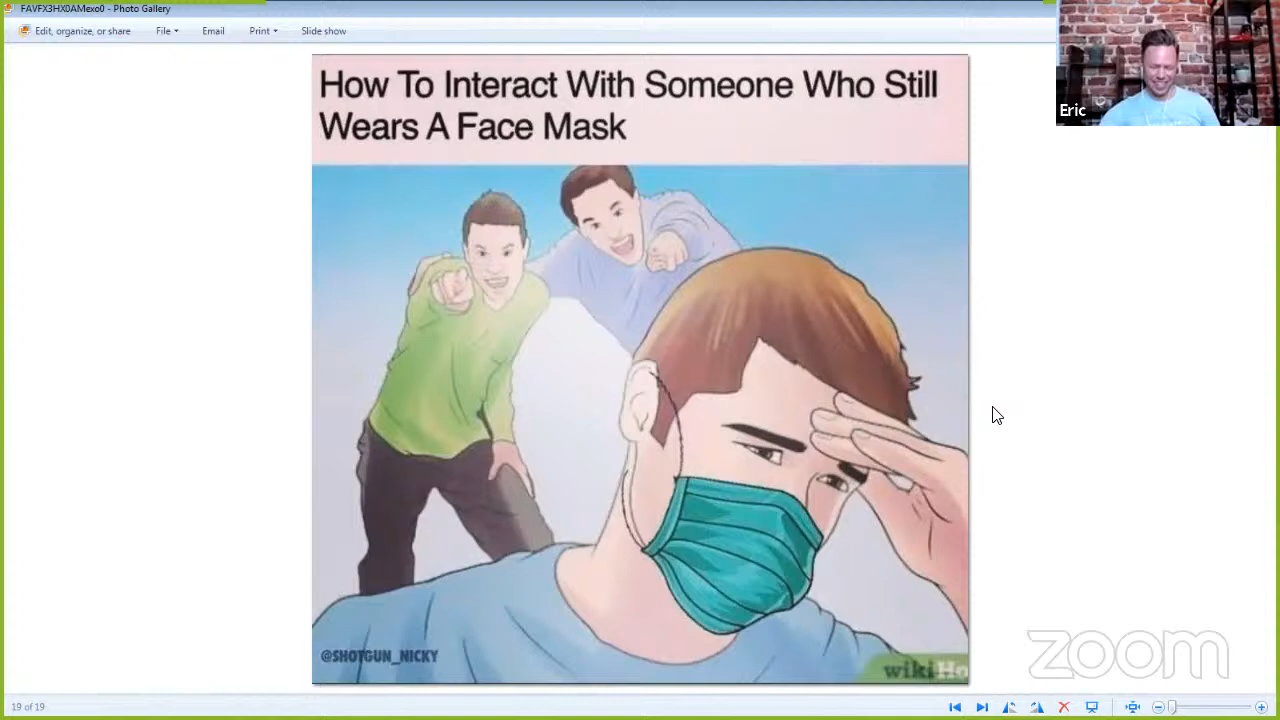 FAVFX3HX0AMexo0 - Photo Gallery
Edit, organize, or share File Email Print Slide show
Eric
How To Interact With Someone Who Still
Wears A Face Mask
@SHOTGUN_NICKY
wikiHo
zoom
19 of 19